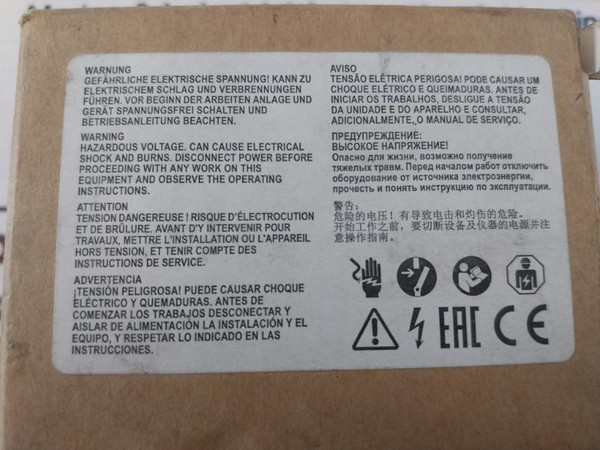 WARNUNG
GEFÄHRLICHE ELEKTRISCHE SPANNUNG! KANN ZU
ELEKTRISCHEM SCHLAG UND VERBRENNUNGEN
FÜHREN. VOR BEGINN DER ARBEITEN ANLAGE UND
GERÄT SPANNUNGSFREI SCHALTEN UND
BETRIEBSANLEITUNG BEACHTEN.
WARNING
HAZARDOUS VOLTAGE. CAN CAUSE ELECTRICAL
SHOCK AND BURNS. DISCONNECT POWER BEFORE
PROCEEDING WITH ANY WORK ON THIS
EQUIPMENT AND OBSERVE THE OPERATING
INSTRUCTIONS.
ATTENTION
TENSION DANGEREUSE! RISQUE D'ÉLECTROCUTION
ET DE BRÛLURE. AVANT D'Y INTERVENIR POUR
TRAVAUX, METTRE L'INSTALLATION OU L'APPAREIL
HORS TENSION, ET TENIR COMPTE DES
INSTRUCTIONS DE SERVICE.
ADVERTENCIA
¡TENSIÓN PELIGROSA! PUEDE CAUSAR CHOQUE
ELÉCTRICO Y QUEMADURAS. ANTES DE
COMENZAR LOS TRABAJOS DESCONECTAR Y
AISLAR DE ALIMENTACIÓN LA INSTALACIÓN Y EL
EQUIPO, Y RESPETAR LO INDICADO EN LAS
INSTRUCCIONES.
AVISO
TENSÃO ELÉTRICA PERIGOSA! PODE CAUSAR UM
CHOQUE ELÉTRICO E QUEIMADURAS. ANTES DE
INICIAR OS TRABALHOS, DESLIGUE A TENSÃO
DA UNIDADE E DO APARELHO E CONSULTAR,
ADICIONALMENTE,,O MANUAL DE SERVIÇO.
ПРЕДУПРЕЖДЕНИЕ:
ВЫСОКОЕ НАПРЯЖЕНИЕ!
Опасно для жизни, возможно получение
тяжелых травм. Перед началом работ отключить
оборудование от источника электроэнергии,
прочесть и понять инструкцию по эксплуатации.
警告:
危险的电压! 有导致电击和灼伤的危险。
开始工作之前,要切断设备及仪器的电源并注
意操作指南。
EAC CE